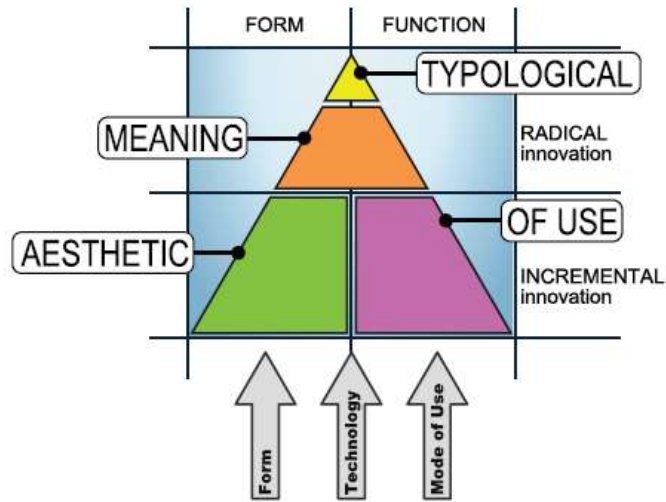 FORM
FUNCTION
TYPOLOGICAL
MEANING
RADICAL
innovation
OF USE
AESTHETIC
INCREMENTAL
innovation
Form
Technology
Mode of Use